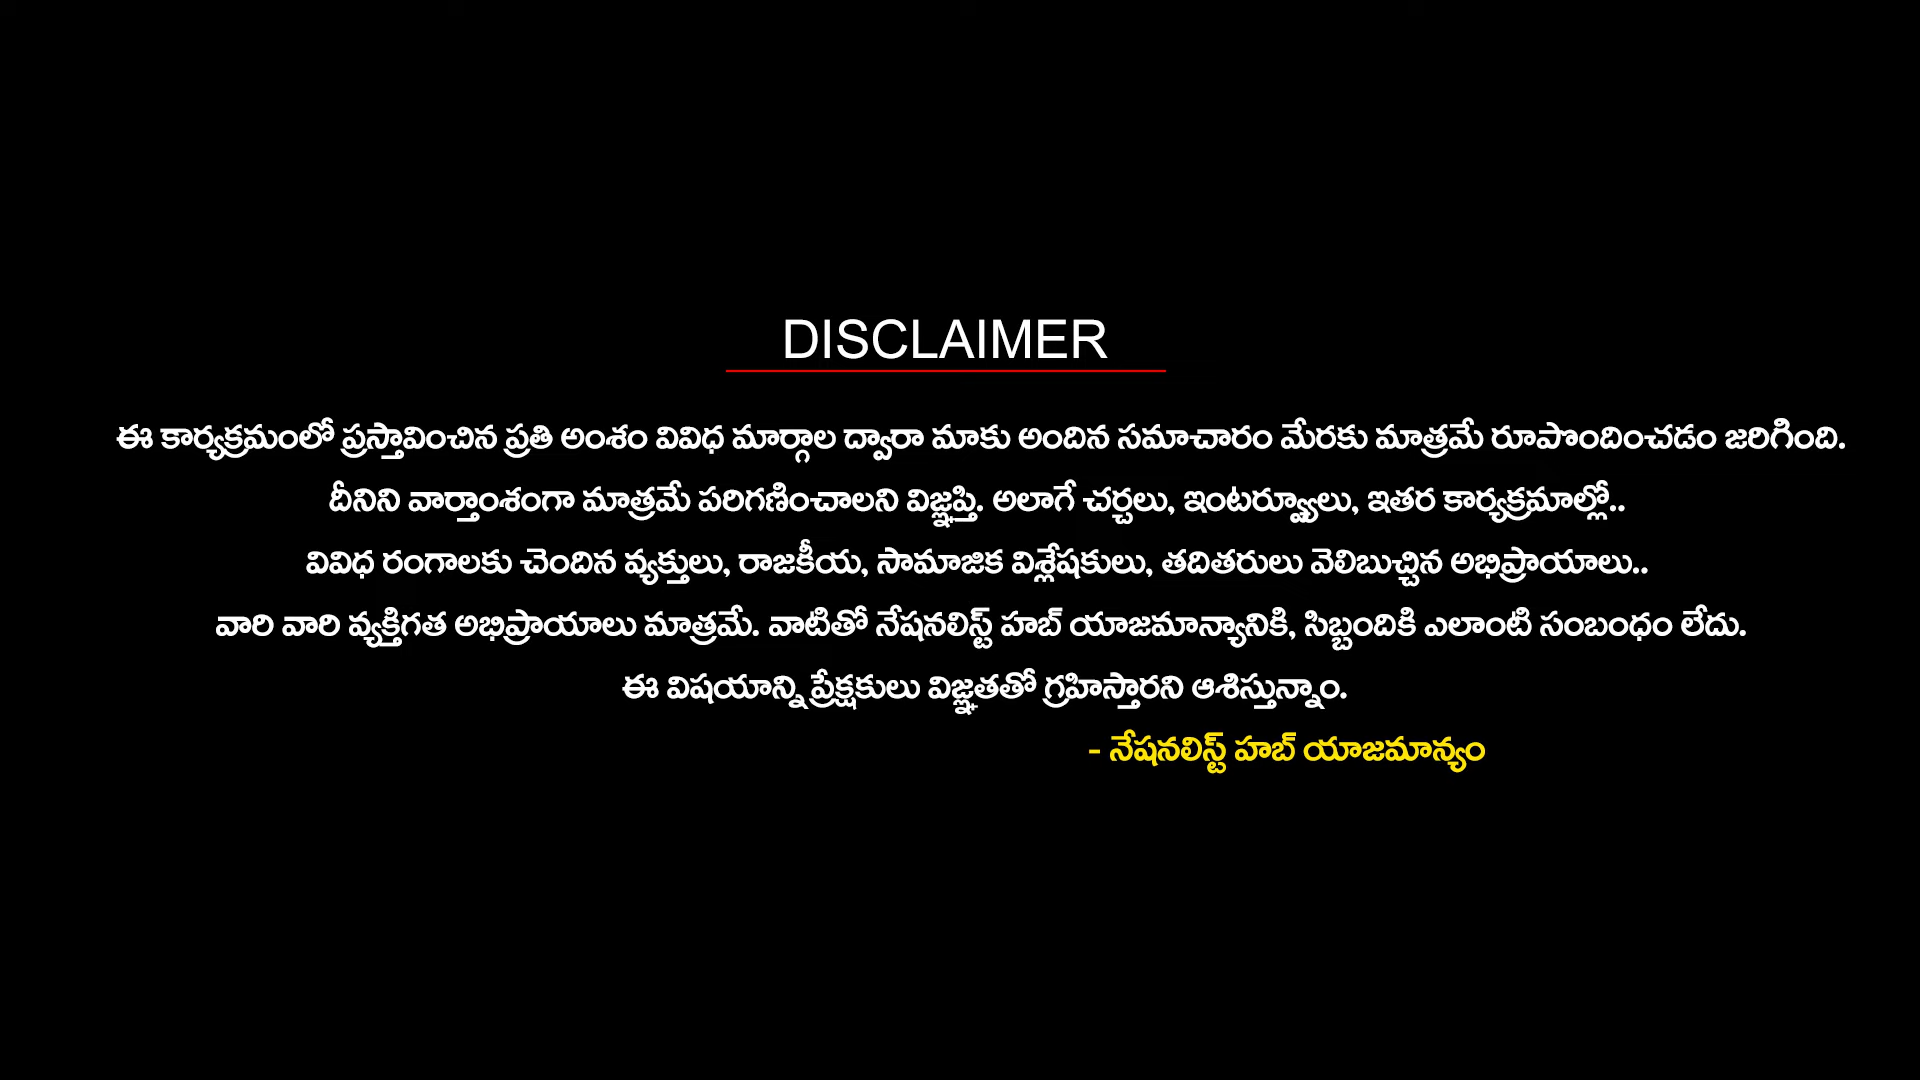 DISCLAIMER
ఈ కార్యక్రమంలో ప్రస్తావించిన ప్రతి అంశం వివిధ మార్గాల ద్వారా మాకు అందిన సమాచారం మేరకు మాత్రమే రూపొందించడం జరిగింది.
దీనిని వార్తాంశంగా మాత్రమే పరిగణించాలని విజ్ఞప్తి. అలాగే చర్చలు, ఇంటర్వ్యూలు, ఇతర కార్యక్రమాల్లో..
వివిధ రంగాలకు చెందిన వ్యక్తులు, రాజకీయ, సామాజిక విశ్లేషకులు, తదితరులు వెలిబుచ్చిన అభిప్రాయాలు..
వారి వారి వ్యక్తిగత అభిప్రాయాలు మాత్రమే. వాటితో నేషనలిస్ట్ హబ్ యాజమాన్యానికి, సిబ్బందికి ఎలాంటి సంబంధం లేదు.
ఈ విషయాన్ని ప్రేక్షకులు విజ్ఞతతో గ్రహిస్తారని ఆశిస్తున్నాం.
- నేషనలిస్ట్ హబ్ యాజమాన్యం